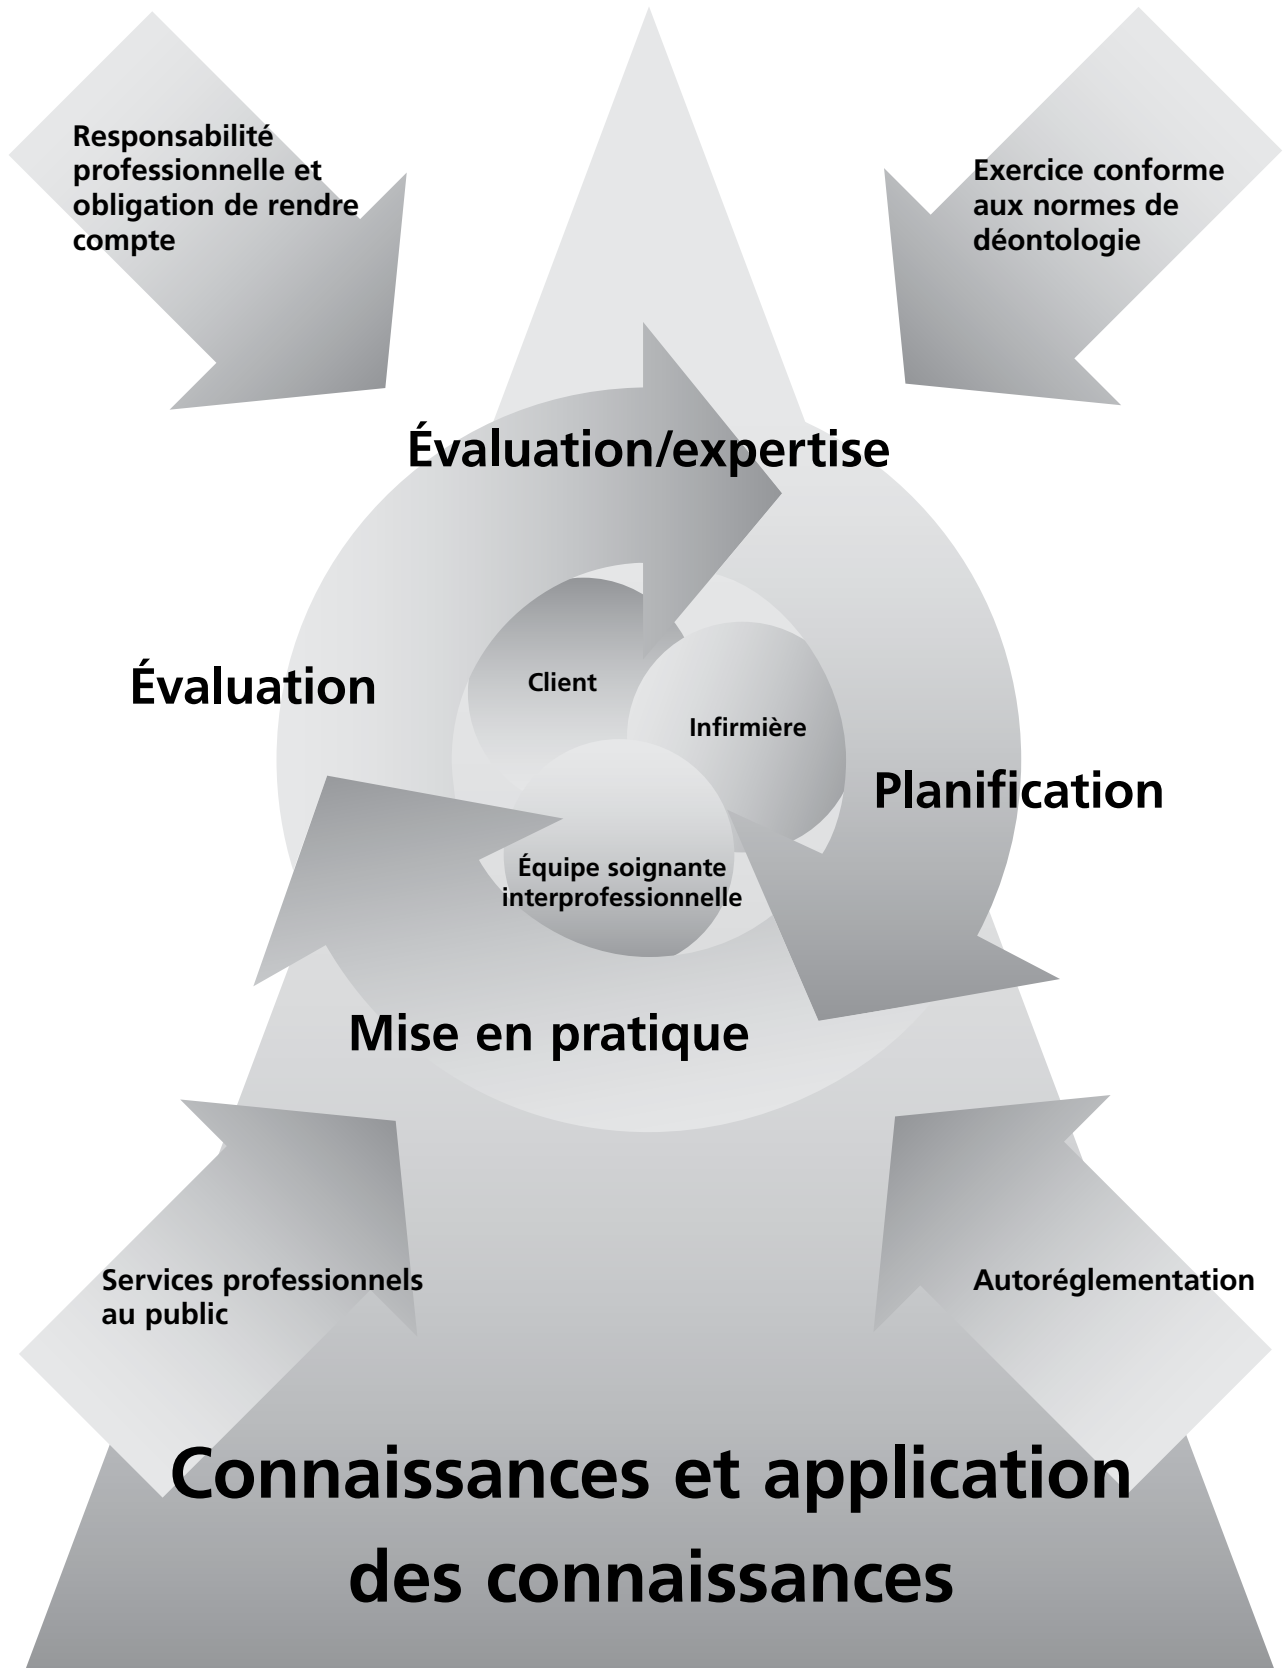 Responsabilité
professionnelle et
obligation de rendre
compte
Exercice conforme
aux normes de
déontologie
Évaluation/expertise
Évaluation
Client
Infirmière
Planification
Équipe soignante
interprofessionnelle
Mise en pratique
Services professionnels
au public
Autoréglementation
Connaissances et application
des connaissances